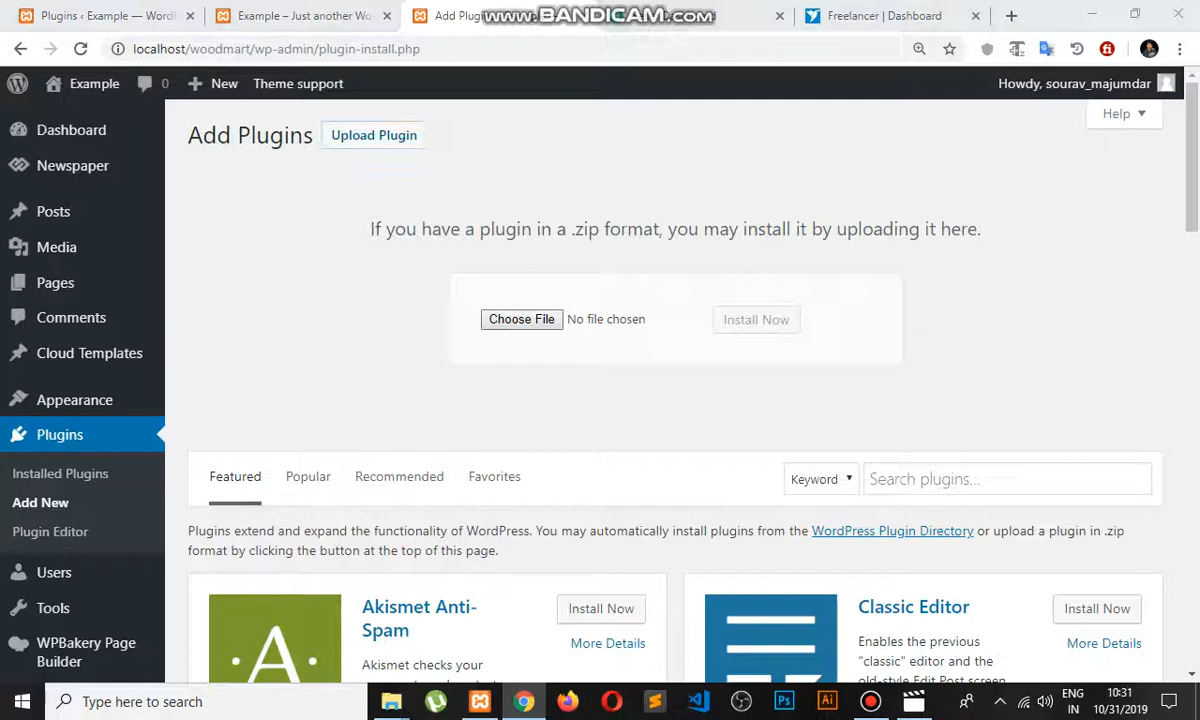 Plugins ‹ Example — Word
Example – Just another Wo
Add Plug
www.BANDICAM.com
Freelancer | Dashboard
localhost/woodmart/wp-admin/plugin-install.php
Example
0
New
Theme support
Howdy, sourav_majumdar
Help
Dashboard
Newspaper
Posts
Media
Pages
Comments
Cloud Templates
Appearance
Plugins
Installed Plugins
Add New
Plugin Editor
Users
Tools
WPBakery Page
Builder
Add Plugins
Upload Plugin
If you have a plugin in a .zip format, you may install it by uploading it here.
Choose File No file chosen
Install Now
Featured
Popular
Recommended
Favorites
Keyword
Search plugins...
Plugins extend and expand the functionality of WordPress. You may automatically install plugins from the WordPress Plugin Directory or upload a plugin in .zip
format by clicking the button at the top of this page.
Akismet Anti-
Spam
Install Now
More Details
Akismet checks your
Classic Editor
Install Now
More Details
Enables the previous
"classic" editor and the
old-style Edit Post screen
Type here to search
ENG
IN
10:31
10/31/2019